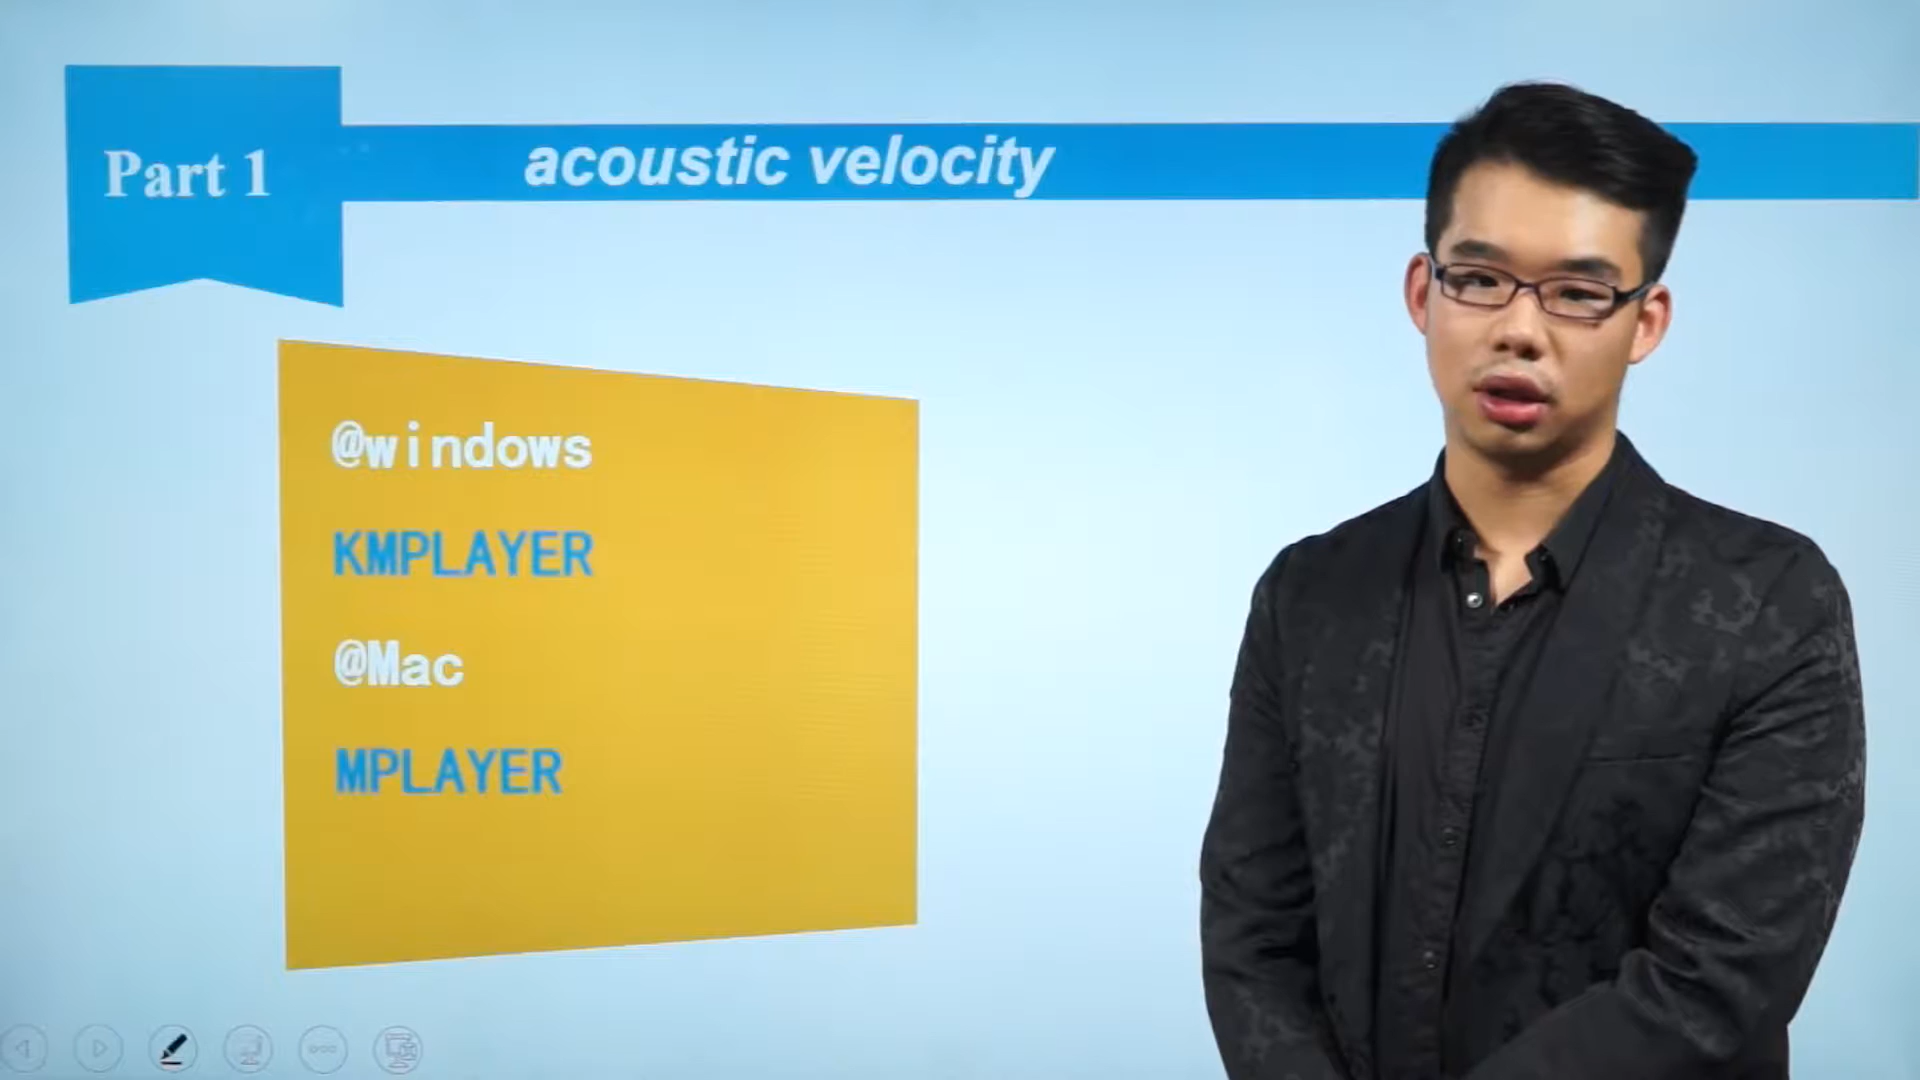 Part 1
acoustic velocity
@windows
KMPLAYER
@Mac
MPLAYER